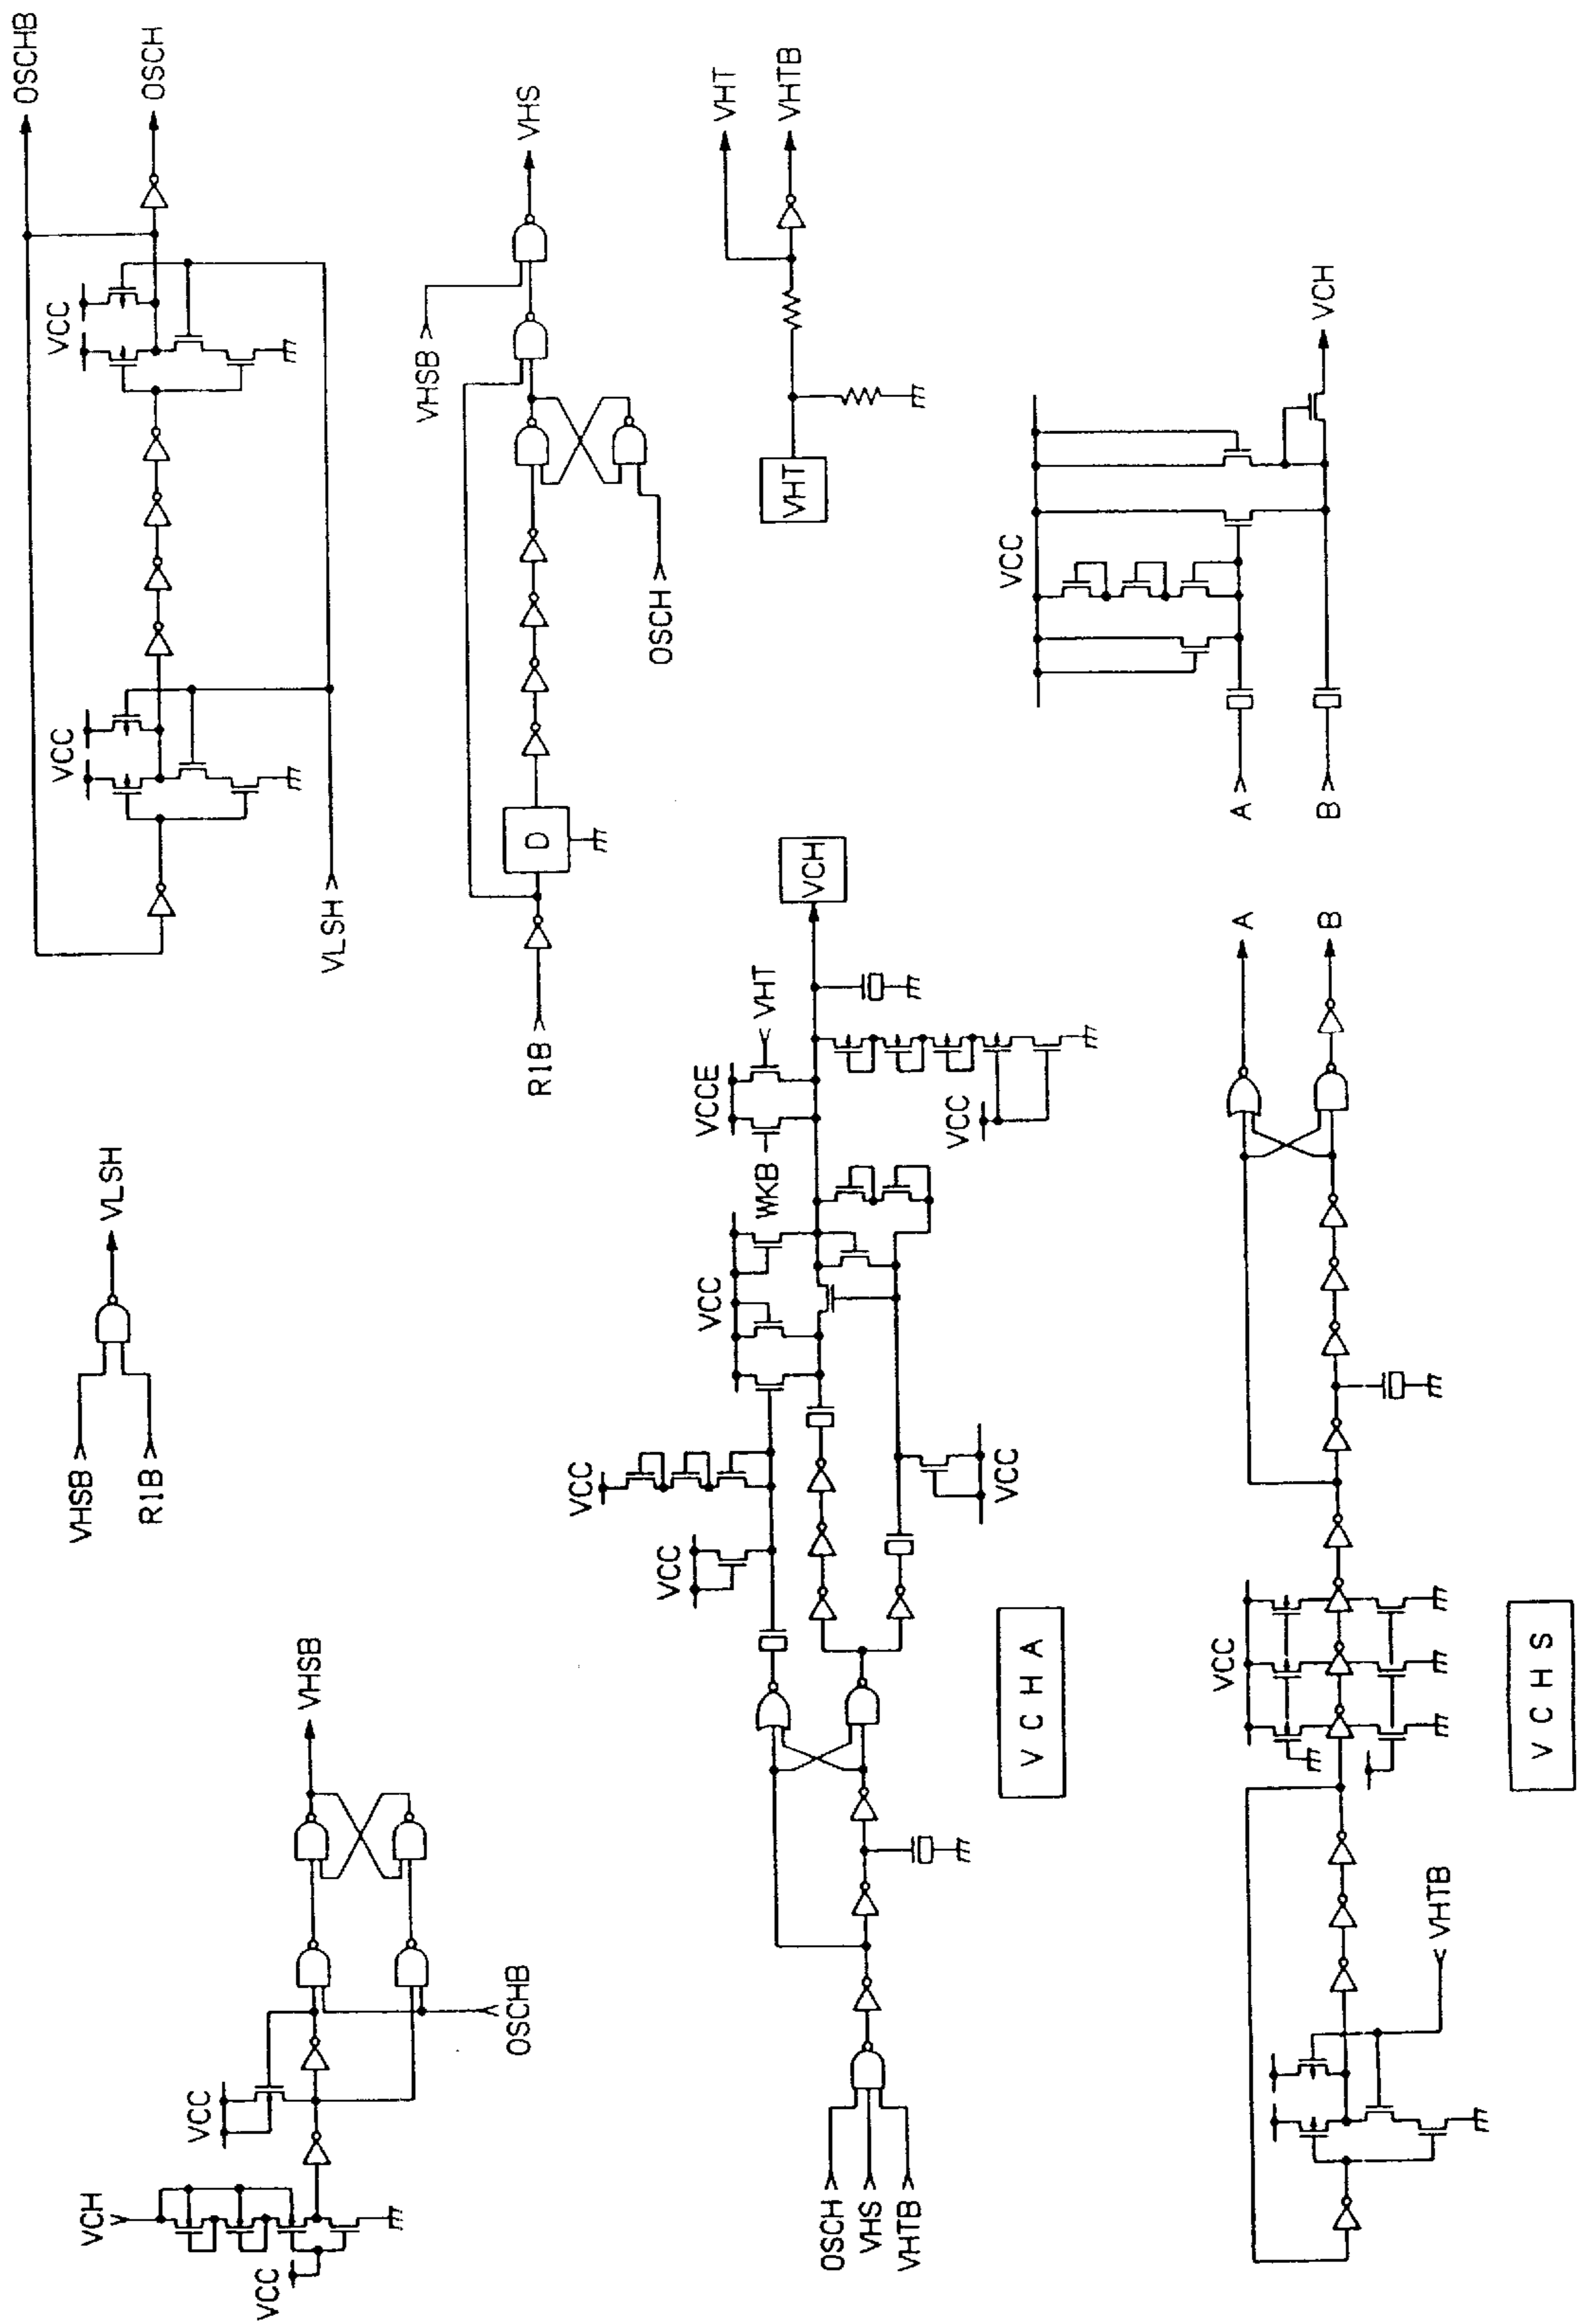 VCH
VCC
VCC
OSCHB
VHSB
VHSB
R1B
VLSH
VCC
VCC
VLSH
OSCHB
OSCH
R1B
D
OSCH
VHSB
VHS
VHT
VHT
VHTB
OSCH
VHS
VHTB
VCC
VCC
VCC
WKB
VCCE
VHT
VCC
VCC
VCH
VCHA
VHTB
VCC
A
B
VCHS
A
B
VCC
VCH